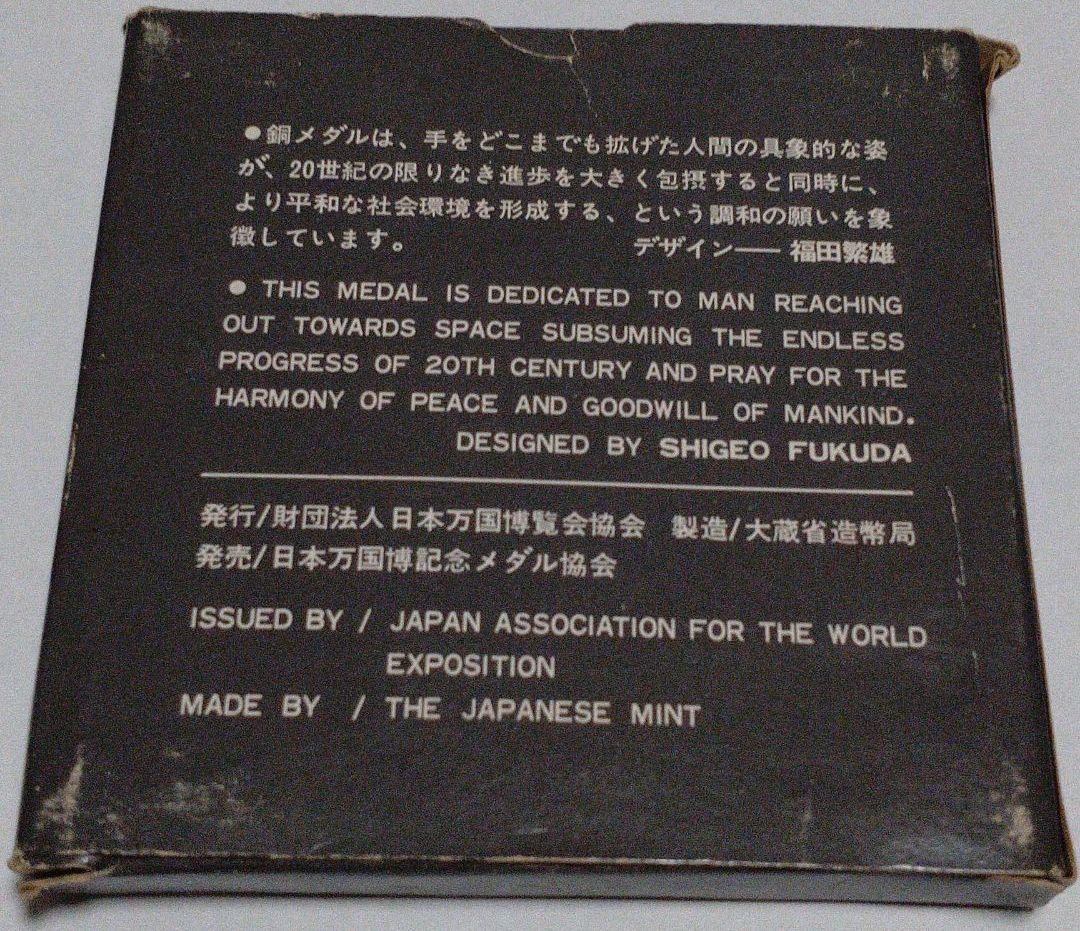 ●銅メダルは、手をどこまでも拡げた人間の具象的な姿
が、20世紀の限りなき進歩を大きく包摂すると同時に、
より平和な社会環境を形成する、という調和の願いを象
徴しています。 デザイン── 福田繁雄
● THIS MEDAL IS DEDICATED TO MAN REACHING
OUT TOWARDS SPACE SUBSUMING THE ENDLESS
PROGRESS OF 20TH CENTURY AND PRAY FOR THE
HARMONY OF PEACE AND GOODWILL OF MANKIND.
DESIGNED BY SHIGEO FUKUDA
発行/財団法人日本万国博覧会協会 製造/大蔵省造幣局
発売/日本万国博記念メダル協会
ISSUED BY / JAPAN ASSOCIATION FOR THE WORLD
EXPOSITION
MADE BY / THE JAPANESE MINT